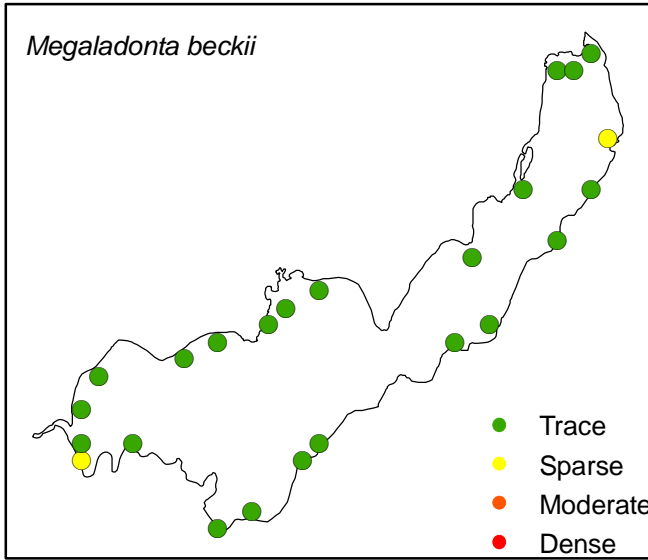 Megaladonta beckii
Trace
Sparse
Moderate
Dense